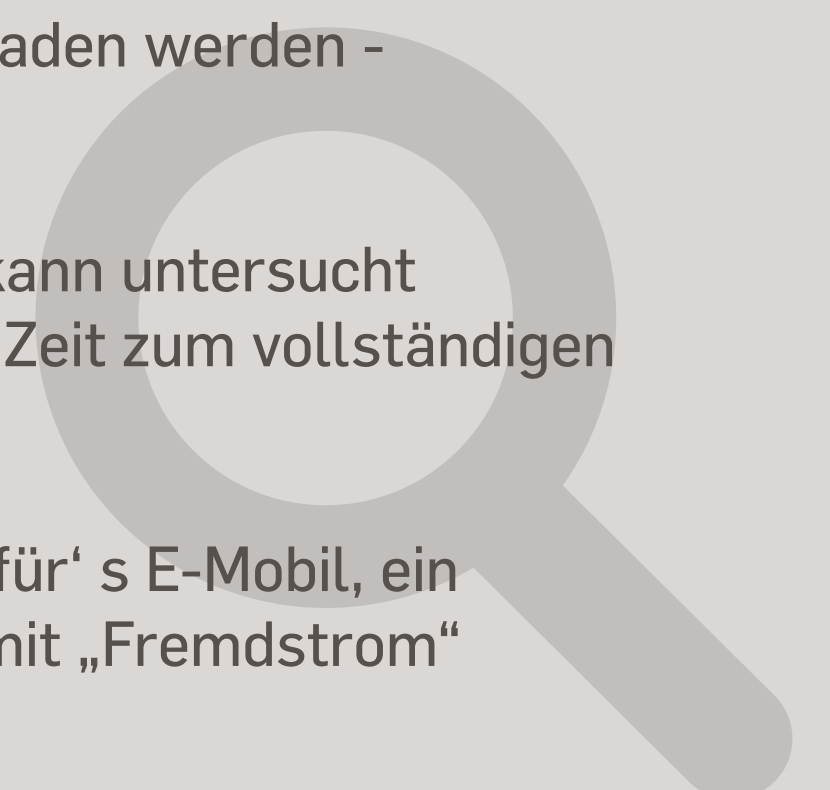 aden werden -
kann untersucht
Zeit zum vollständigen
für‘ s E-Mobil, ein
mit „Fremdstrom“